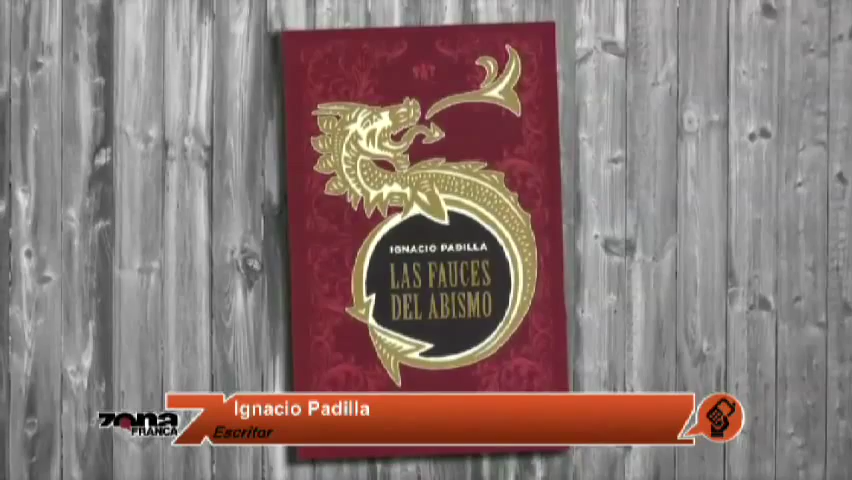 IGNACIO PADILLA
LAS FAUCES
DEL ABISMO
Ignacio Padilla
Escritor
ZONA
FRANCA